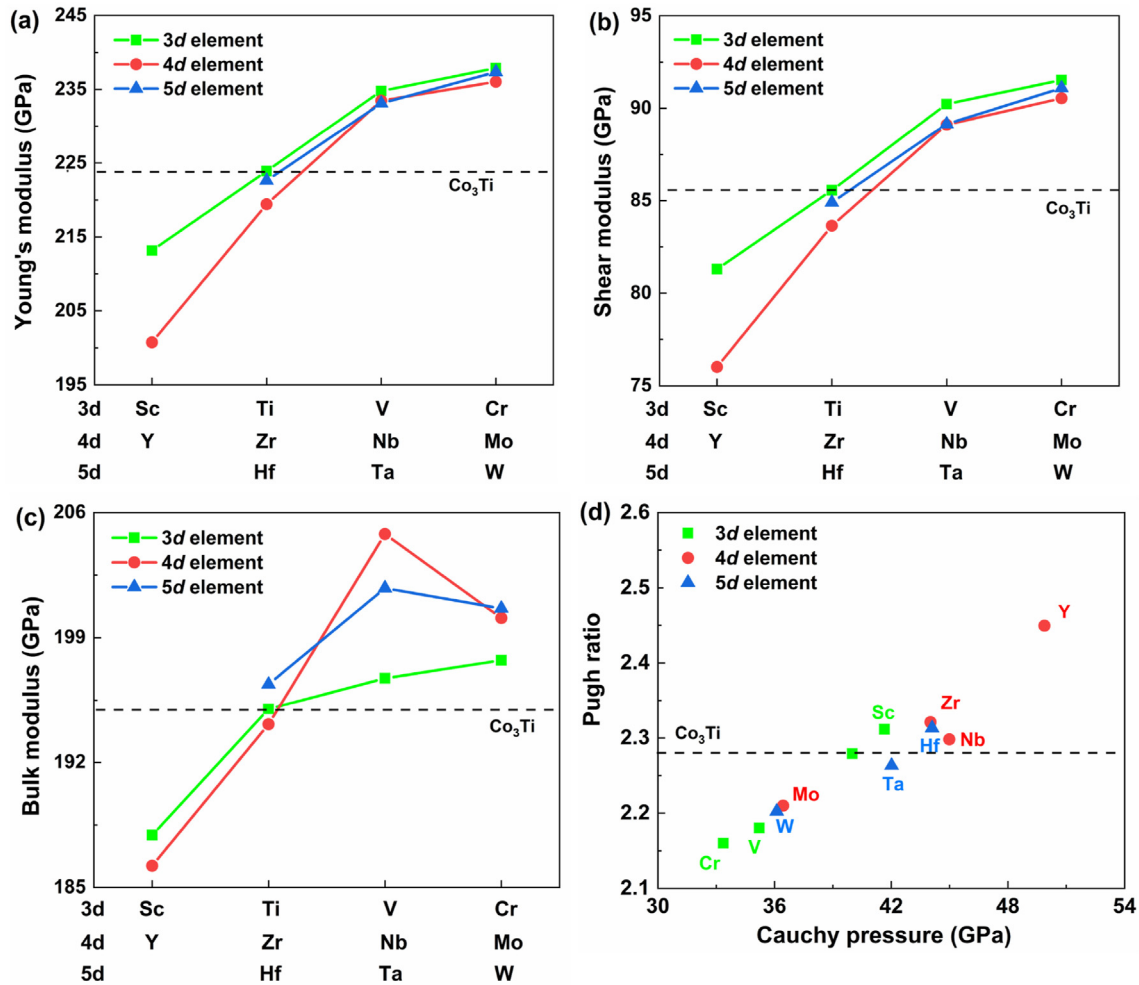 (a)
245
235
225
215
205
195
Young's modulus (GPa)
3d element
4d element
5d element
Co₃Ti
3d Sc Ti V Cr
4d Y Zr Nb Mo
5d Hf Ta W
(b)
95
90
85
80
75
Shear modulus (GPa)
3d element
4d element
5d element
Co₃Ti
3d Sc Ti V Cr
4d Y Zr Nb Mo
5d Hf Ta W
(c)
206
199
192
185
Bulk modulus (GPa)
3d element
4d element
5d element
Co₃Ti
3d Sc Ti V Cr
4d Y Zr Nb Mo
5d Hf Ta W
(d)
2.6
2.5
2.4
2.3
2.2
2.1
Pugh ratio
3d element
4d element
5d element
Y
Sc
Zr
Co₃Ti
Hf
Nb
Ta
Mo
W
V
Cr
30 36 42 48 54
Cauchy pressure (GPa)